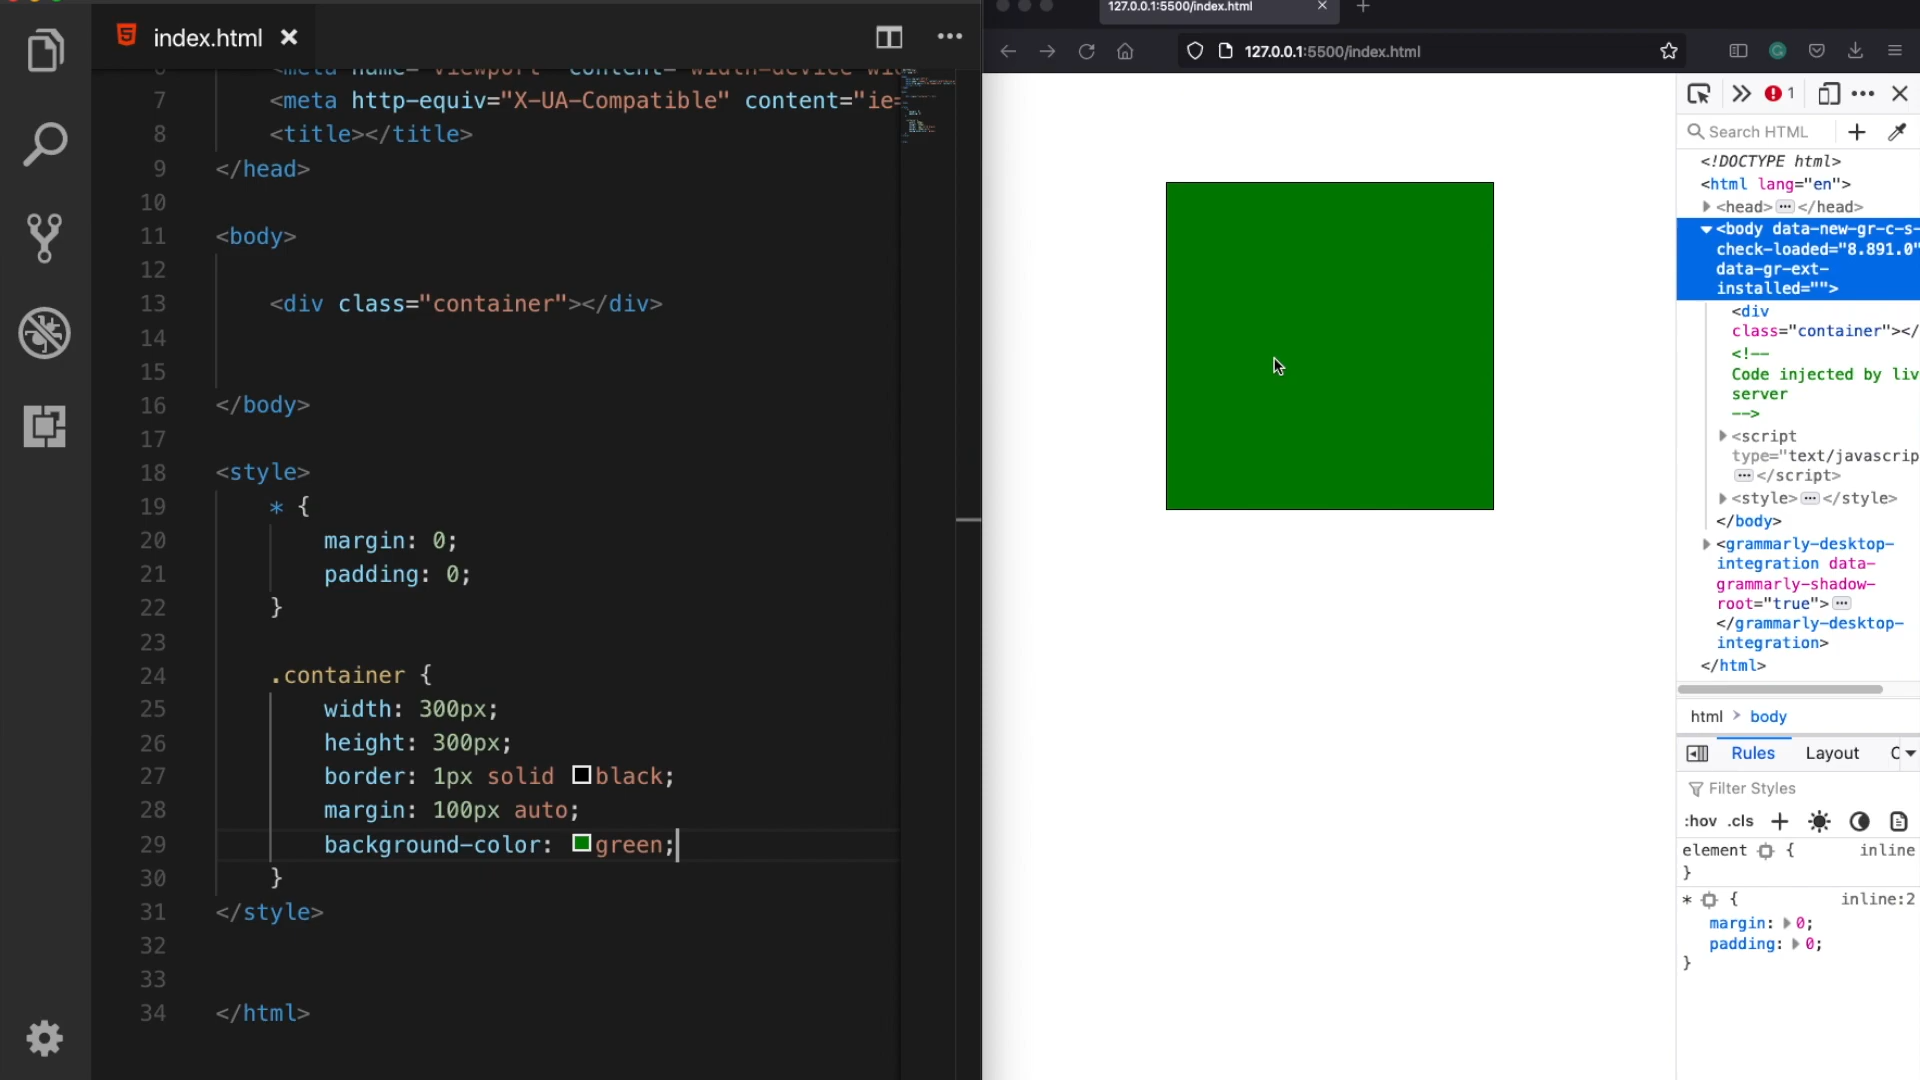 index.html
<meta name="viewport" content="width=device-wi
7 <meta http-equiv="X-UA-Compatible" content="ie=
8 <title></title>
9 </head>
10
11 <body>
12
13 <div class="container"></div>
14
15
16 </body>
17
18 <style>
19 * {
20 margin: 0;
21 padding: 0;
22 }
23
24 .container {
25 width: 300px;
26 height: 300px;
27 border: 1px solid black;
28 margin: 100px auto;
29 background-color: green;
30 }
31 </style>
32
33
34 </html>
127.0.0.1:5500/index.html
127.0.0.1:5500/index.html
1
Search HTML
<!DOCTYPE html>
<html lang="en">
<head> </head>
<body data-new-gr-c-s-
check-loaded="8.891.0"
data-gr-ext-
installed="">
<div
class="container"></
<!--
Code injected by liv
server
-->
<script
type="text/javascrip
</script>
<style> </style>
</body>
<grammarly-desktop-
integration data-
grammarly-shadow-
root="true">
</grammarly-desktop-
integration>
</html>
html > body
Rules Layout C
Filter Styles
:hov .cls
element { inline
}
* { inline:2
margin: 0;
padding: 0;
}